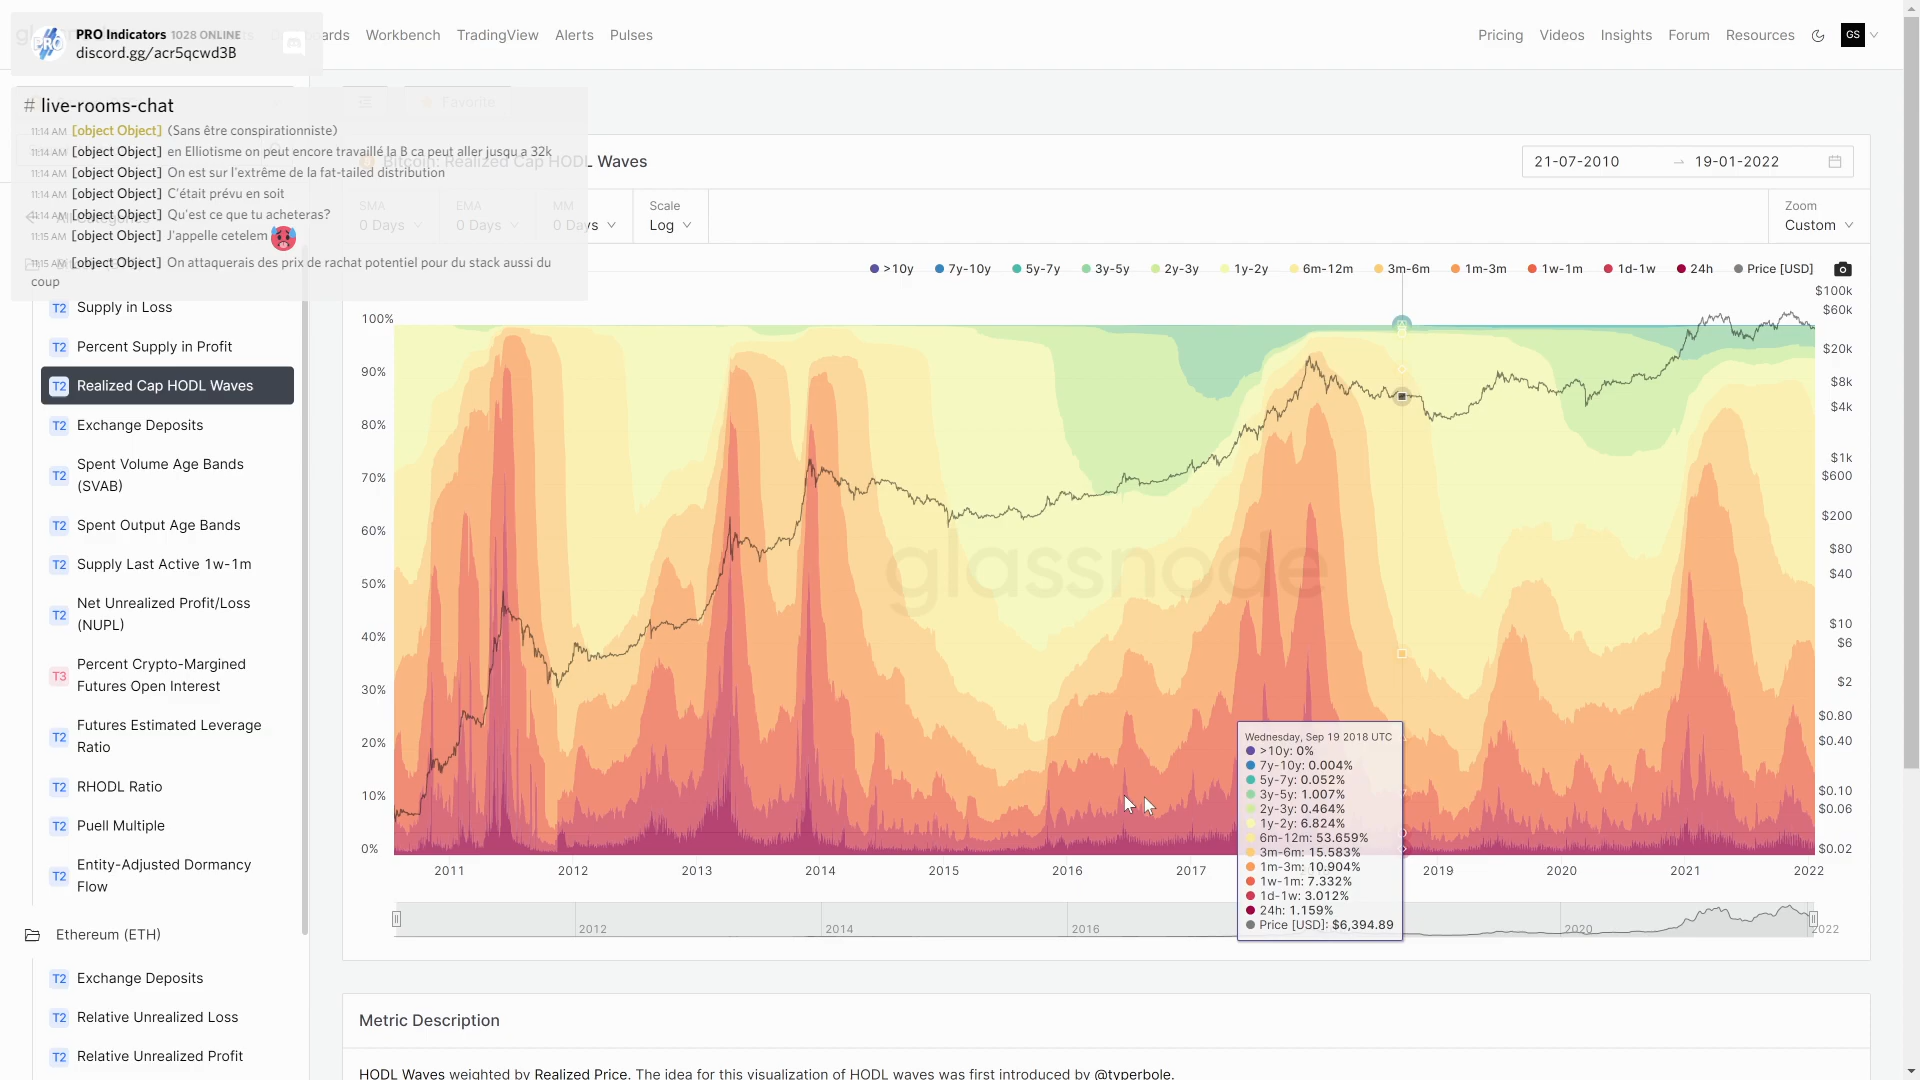 PRO Indicators 1028 ONLINE
discord.gg/acr5qcwd3B
PRO
Workbench TradingView Alerts Pulses
Pricing Videos Insights Forum Resources GS
# live-rooms-chat
11:14 AM [object Object] (Sans être conspirationniste)
11:14 AM [object Object] en Elliotisme on peut encore travaillé la B ca peut aller jusqu a 32k
11:14 AM [object Object] On est sur l'extrême de la fat-tailed distribution
11:14 AM [object Object] C'était prévu en soit
11:14 AM [object Object] Qu'est ce que tu acheteras?
11:15 AM [object Object] J'appelle cetelem
11:15 AM [object Object] On attaquerais des prix de rachat potentiel pour du stack aussi du
coup
Favorite
Bitcoin: Realized Cap HODL Waves
21-07-2010 → 19-01-2022
SMA
0 Days
EMA
0 Days
MM
0 Days
Scale
Log
Zoom
Custom
T2 Supply in Loss
T2 Percent Supply in Profit
T2 Realized Cap HODL Waves
T2 Exchange Deposits
T2 Spent Volume Age Bands
(SVAB)
T2 Spent Output Age Bands
T2 Supply Last Active 1w-1m
T2 Net Unrealized Profit/Loss
(NUPL)
T3 Percent Crypto-Margined
Futures Open Interest
T2 Futures Estimated Leverage
Ratio
T2 RHODL Ratio
T2 Puell Multiple
T2 Entity-Adjusted Dormancy
Flow
Ethereum (ETH)
T2 Exchange Deposits
T2 Relative Unrealized Loss
T2 Relative Unrealized Profit
>10y 7y-10y 5y-7y 3y-5y 2y-3y 1y-2y 6m-12m 3m-6m 1m-3m 1w-1m 1d-1w 24h Price [USD]
100%
90%
80%
70%
60%
50%
40%
30%
20%
10%
0%
$100k
$60k
$20k
$8k
$4k
$1k
$600
$200
$80
$40
$10
$6
$2
$0.80
$0.40
$0.10
$0.06
$0.02
glassnode
Wednesday, Sep 19 2018 UTC
>10y: 0%
7y-10y: 0.004%
5y-7y: 0.052%
3y-5y: 1.007%
2y-3y: 0.464%
1y-2y: 6.824%
6m-12m: 53.659%
3m-6m: 15.583%
1m-3m: 10.904%
1w-1m: 7.332%
1d-1w: 3.012%
24h: 1.159%
Price [USD]: $6,394.89
2011 2012 2013 2014 2015 2016 2017 2019 2020 2021 2022
2012 2014 2016 2020 2022
Metric Description
HODL Waves weighted by Realized Price. The idea for this visualization of HODL waves was first introduced by @typerbole.